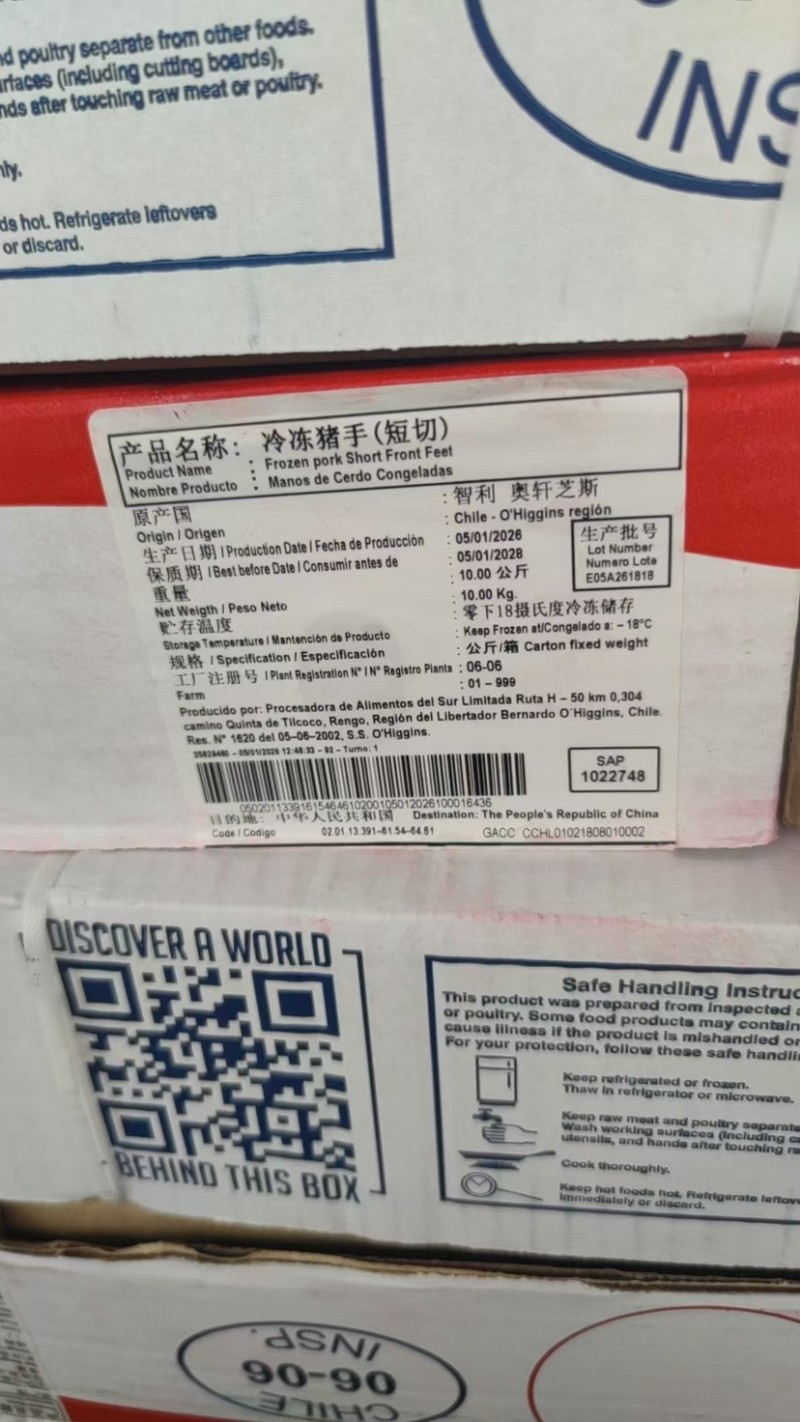 nd poultry separate from other foods.
rfaces (including cutting boards),
nds after touching raw meat or poultry.
nly.
ds hot. Refrigerate leftovers
or discard.
INS
产品名称: 冷冻猪手(短切)
Product Name : Frozen pork Short Front Feet
Nombre Producto : Manos de Cerdo Congeladas
原产国 : 智利 奥轩芝斯
Origin / Origen : Chile - O'Higgins región
生产日期 / Production Date / Fecha de Producción : 05/01/2026
保质期 / Best before Date / Consumir antes de : 05/01/2028
生产批号
Lot Number
Numero Lote
E05A261818
重量 : 10.00 公斤
Net Weigth / Peso Neto : 10.00 Kg.
贮存温度 : 零下18摄氏度冷冻储存
Storage Temperature / Mantención de Producto : Keep Frozen at/Congelado a: -18°C
规格 / Specification / Especificación : 公斤/箱 Carton fixed weight
工厂注册号 / Plant Registration N° / N° Registro Planta : 06-06
Farm : 01 - 999
Producido por: Procesadora de Alimentos del Sur Limitada Ruta H - 50 km 0,304
camino Quinta de Tilcoco, Rengo, Región del Libertador Bernardo O'Higgins, Chile.
Res. N° 1620 del 05-06-2002, S.S. O'Higgins.
SAP
1022748
目的地: 中华人民共和国 Destination: The People's Republic of China
Code / Codigo 02.01.13.391-61.54-64.61 GACC CCHL01021808010002
DISCOVER A WORLD
BEHIND THIS BOX
Safe Handling Instruc
This product was prepared from inspected a
or poultry. Some food products may contain
cause illness if the product is mishandled or
For your protection, follow these safe handli
Keep refrigerated or frozen.
Thaw in refrigerator or microwave.
Keep raw meat and poultry separate
Wash working surfaces (including c
utensils, and hands after touching ra
Cook thoroughly.
Keep hot foods hot. Refrigerate leftov
immediately or discard.
CHILE
06-06
INSP.